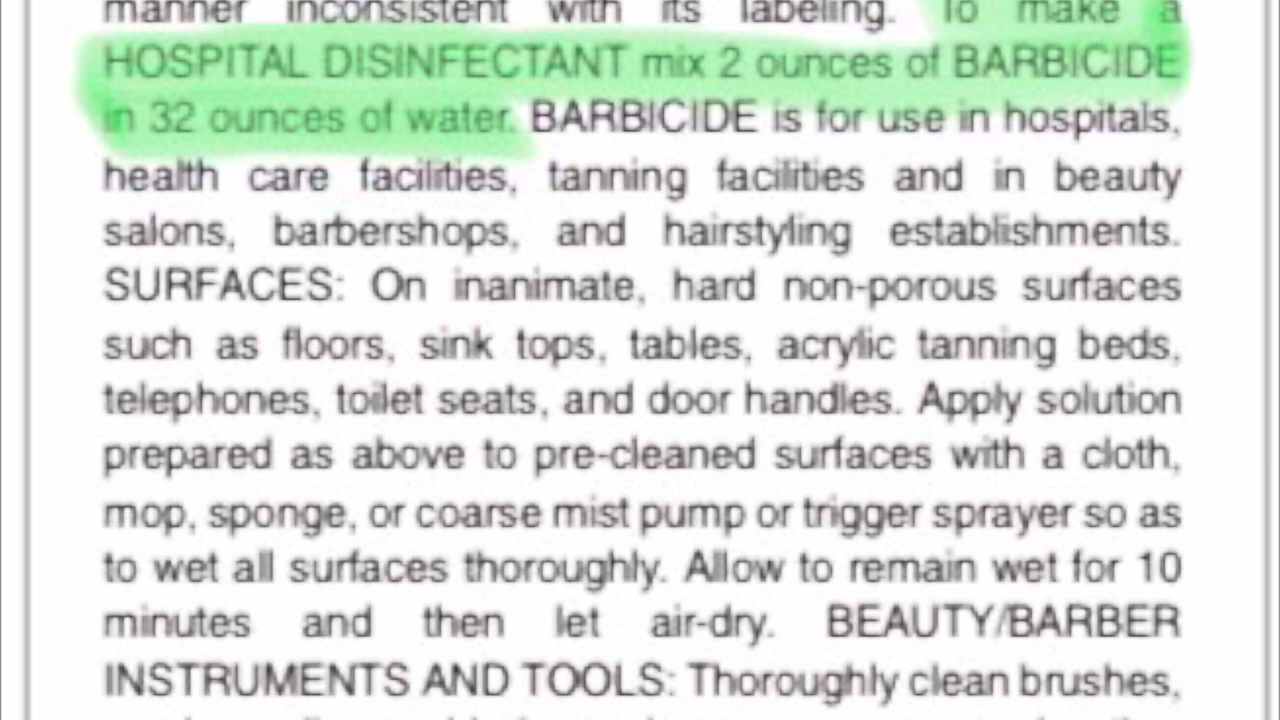 manner inconsistent with its labeling. To make a
HOSPITAL DISINFECTANT mix 2 ounces of BARBICIDE
in 32 ounces of water. BARBICIDE is for use in hospitals,
health care facilities, tanning facilities and in beauty
salons, barbershops, and hairstyling establishments.
SURFACES: On inanimate, hard non-porous surfaces
such as floors, sink tops, tables, acrylic tanning beds,
telephones, toilet seats, and door handles. Apply solution
prepared as above to pre-cleaned surfaces with a cloth,
mop, sponge, or coarse mist pump or trigger sprayer so as
to wet all surfaces thoroughly. Allow to remain wet for 10
minutes and then let air-dry. BEAUTY/BARBER
INSTRUMENTS AND TOOLS: Thoroughly clean brushes,